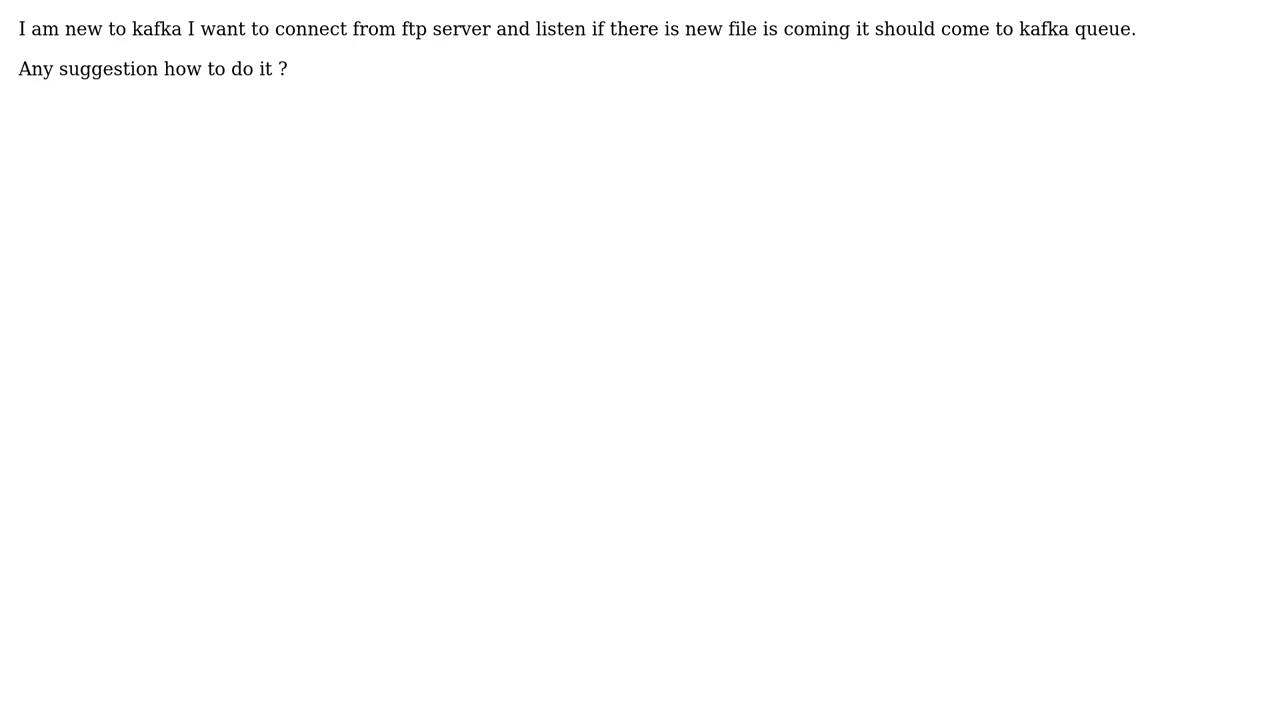 I am new to kafka I want to connect from ftp server and listen if there is new file is coming it should come to kafka queue.
Any suggestion how to do it ?